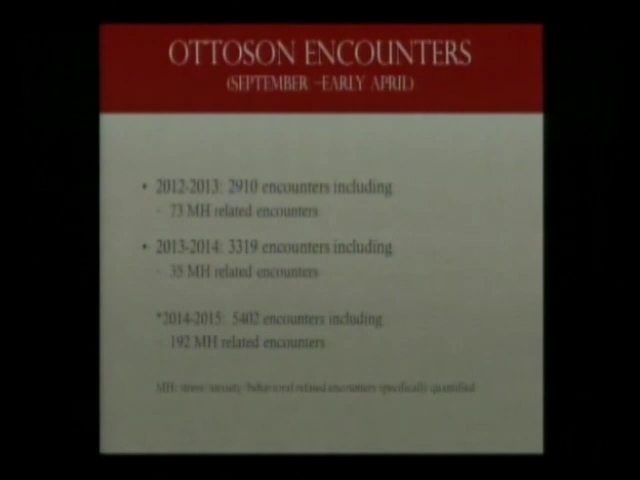 OTTOSON ENCOUNTERS
(SEPTEMBER -EARLY APRIL)
• 2012-2013: 2910 encounters including
- 73 MH related encounters
• 2013-2014: 3319 encounters including
- 35 MH related encounters
*2014-2015: 5402 encounters including
192 MH related encounters
MH: stress/anxiety/behavioral related encounters specifically quantified